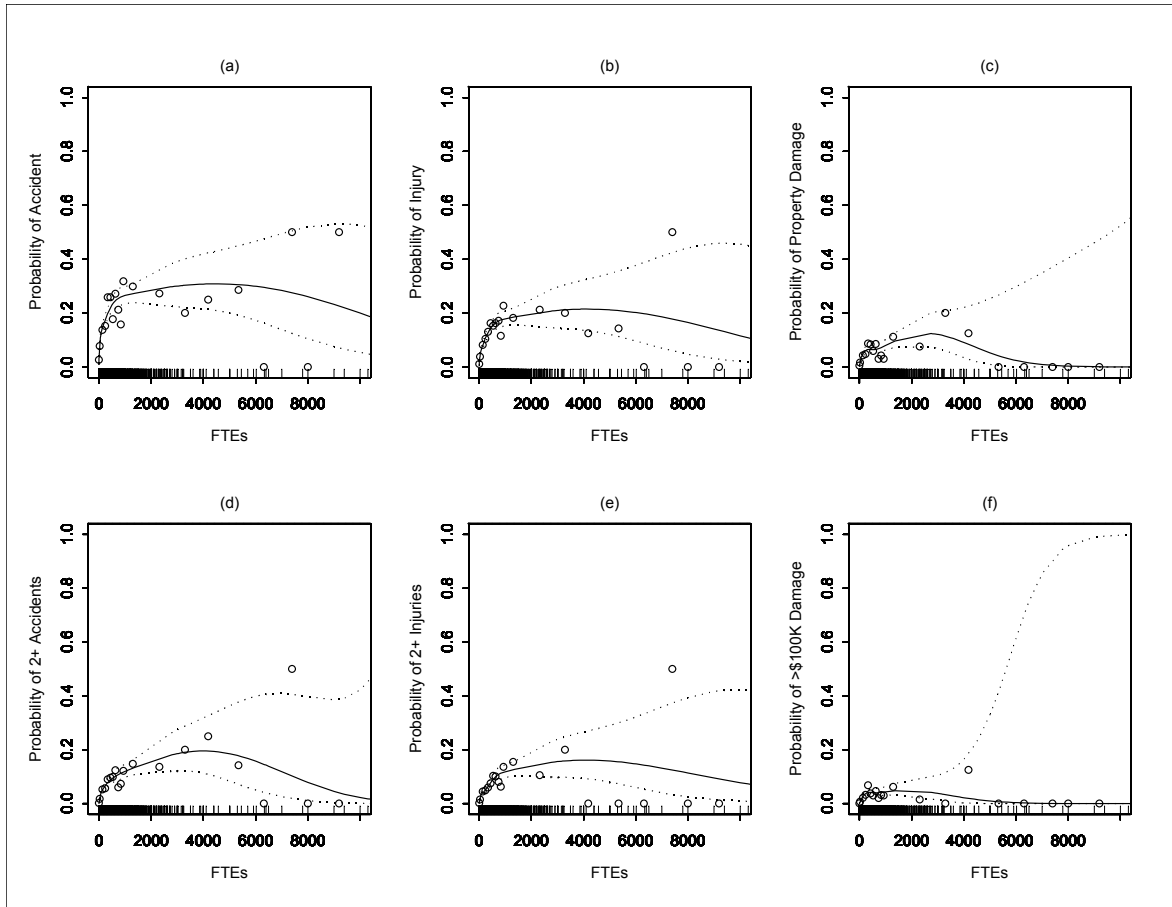 (a)
Probability of Accident
1.0
0.8
0.6
0.4
0.2
0.0
0 2000 4000 6000 8000
FTEs
(b)
Probability of Injury
1.0
0.8
0.6
0.4
0.2
0.0
0 2000 4000 6000 8000
FTEs
(c)
Probability of Property Damage
1.0
0.8
0.6
0.4
0.2
0.0
0 2000 4000 6000 8000
FTEs
(d)
Probability of 2+ Accidents
1.0
0.8
0.6
0.4
0.2
0.0
0 2000 4000 6000 8000
FTEs
(e)
Probability of 2+ Injuries
1.0
0.8
0.6
0.4
0.2
0.0
0 2000 4000 6000 8000
FTEs
(f)
Probability of >$100K Damage
1.0
0.8
0.6
0.4
0.2
0.0
0 2000 4000 6000 8000
FTEs